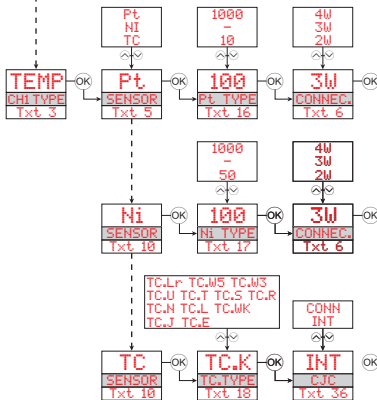 Pt
NI
TC
1000
-
10
4W
3W
2W
TEMP
CH1 TYPE
Txt 3
OK
Pt
SENSOR
Txt 5
OK
100
Pt TYPE
Txt 16
OK
3W
CONNEC.
Txt 6
OK
1000
-
50
4W
3W
2W
Ni
SENSOR
Txt 10
OK
100
Ni TYPE
Txt 17
OK
3W
CONNEC.
Txt 6
OK
TC.Lr TC.W5 TC.W3
TC.U TC.T TC.S TC.R
TC.N TC.L TC.WK
TC.J TC.E
CONN
INT
TC
SENSOR
Txt 10
OK
TC.K
TC.TYPE
Txt 18
OK
INT
CJC
Txt 36
OK